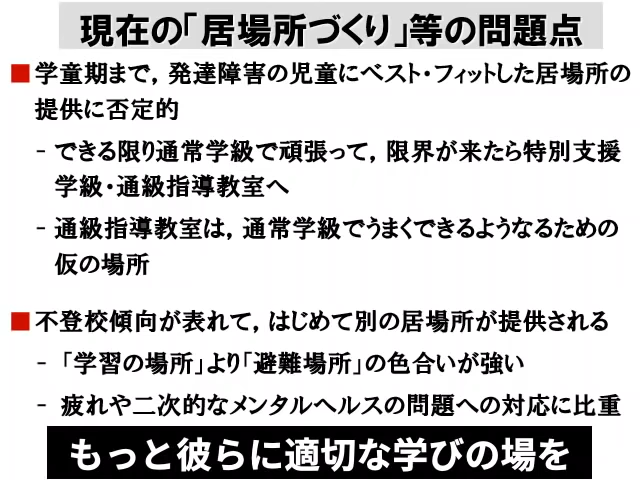 現在の「居場所づくり」等の問題点
■学童期まで，発達障害の児童にベスト・フィットした居場所の
提供に否定的
- できる限り通常学級で頑張って，限界が来たら特別支援
学級・通級指導教室へ
- 通級指導教室は，通常学級でうまくできるようなるための
仮の場所
■不登校傾向が表れて，はじめて別の居場所が提供される
- 「学習の場所」より「避難場所」の色合いが強い
- 疲れや二次的なメンタルヘルスの問題への対応に比重
もっと彼らに適切な学びの場を